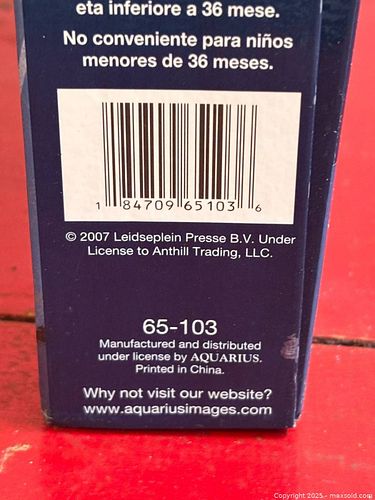 eta inferiore a 36 mese.
No conveniente para niños
menores de 36 meses.
1 84709 65103 6
© 2007 Leidseplein Presse B.V. Under
License to Anthill Trading, LLC.
65-103
Manufactured and distributed
under license by AQUARIUS.
Printed in China.
Why not visit our website?
www.aquariusimages.com
Copyright 2025 - maxsold.com